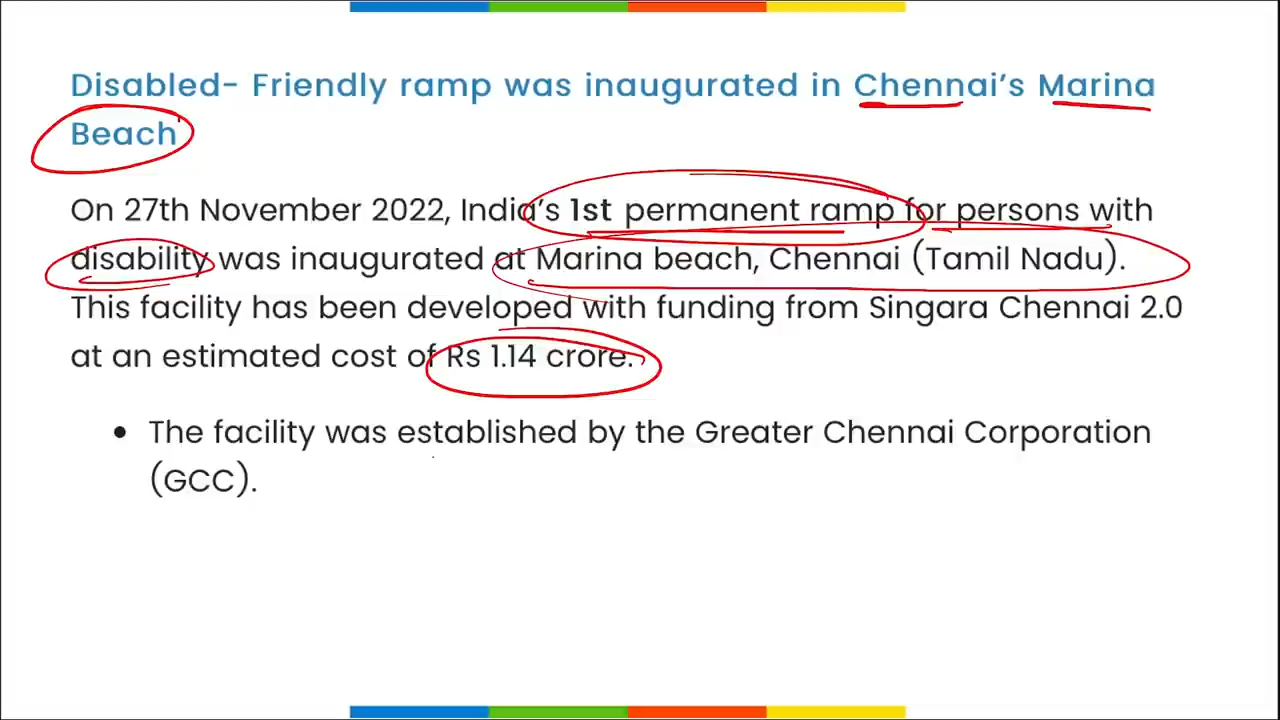 Disabled- Friendly ramp was inaugurated in Chennai's Marina
Beach
On 27th November 2022, India's 1st permanent ramp for persons with
disability was inaugurated at Marina beach, Chennai (Tamil Nadu).
This facility has been developed with funding from Singara Chennai 2.0
at an estimated cost of Rs 1.14 crore.
• The facility was established by the Greater Chennai Corporation
(GCC).